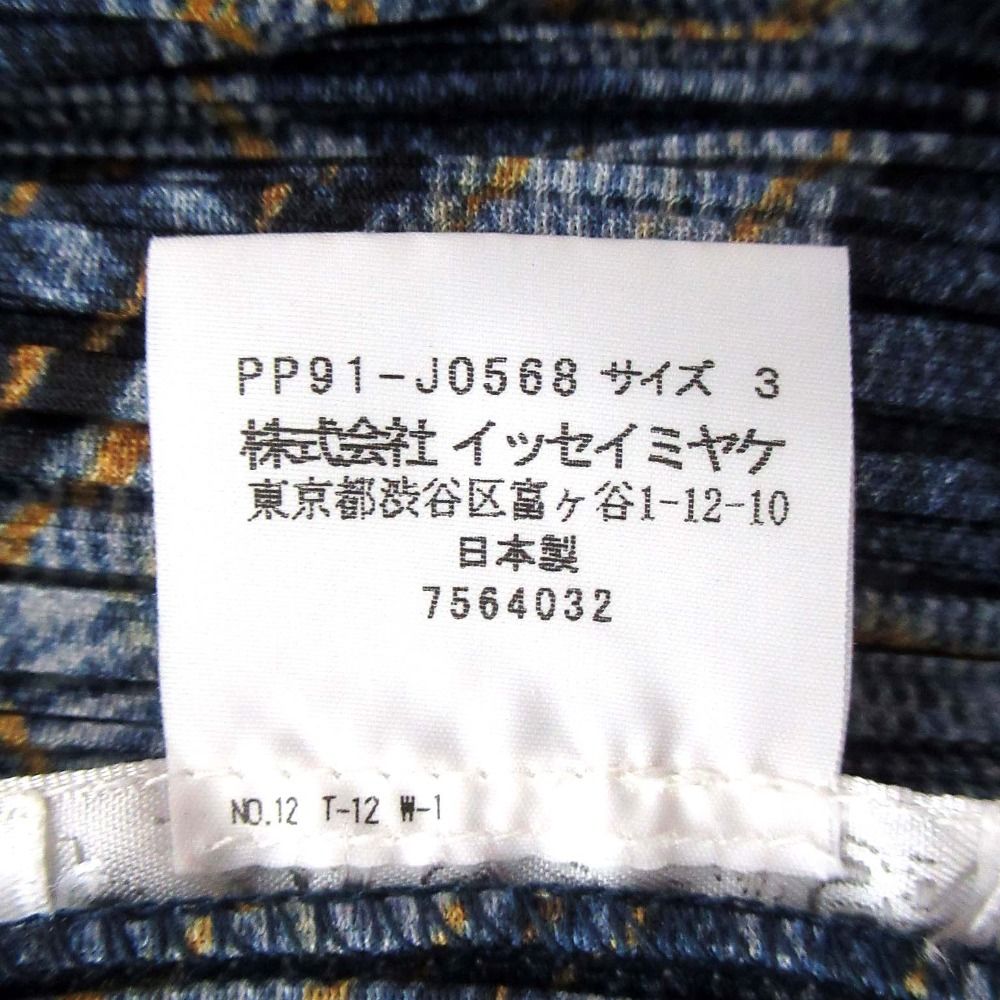 PP91-J0568 サイズ 3
株式会社 イッセイミヤケ
東京都渋谷区富ヶ谷1-12-10
日本製
7564032
NO.12 T-12 W-1